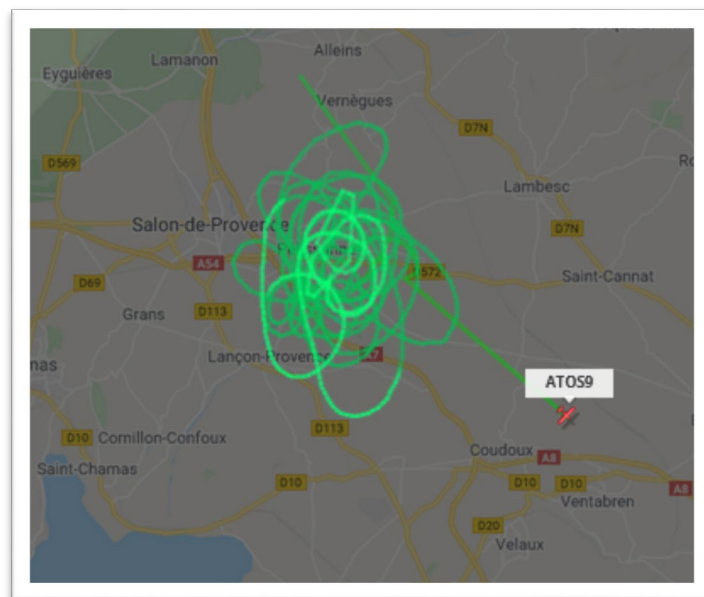 Alleins
Lamanon
Eyguières
Vernègues
D7N
D569
Lambesc
Salon-de-Provence
D7N
A54
D572
Saint-Cannat
D69
D113
Grans
Lançon-Provence
ATOS9
D113
D10
Cornillon-Confoux
Coudoux
A8
Saint-Chamas
D10
D10
D10
A8
Ventabren
D20
Velaux